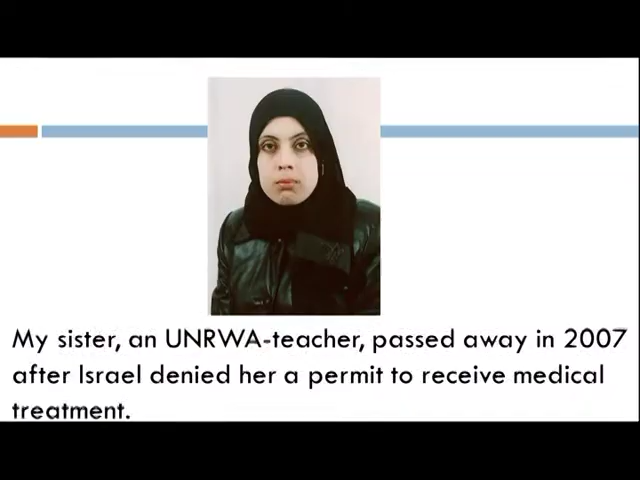 My sister, an UNRWA-teacher, passed away in 2007
after Israel denied her a permit to receive medical
treatment.